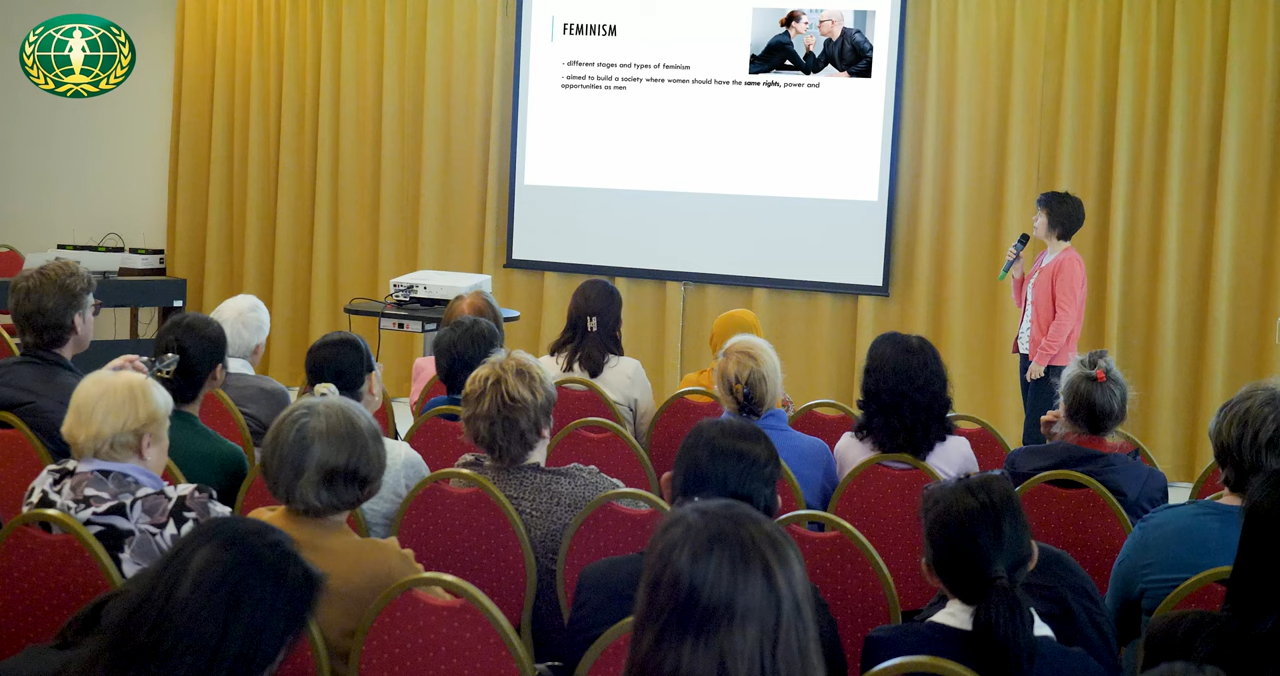 FEMINISM
- different stages and types of feminism
- aimed to build a society where women should have the same rights, power and
opportunities as men